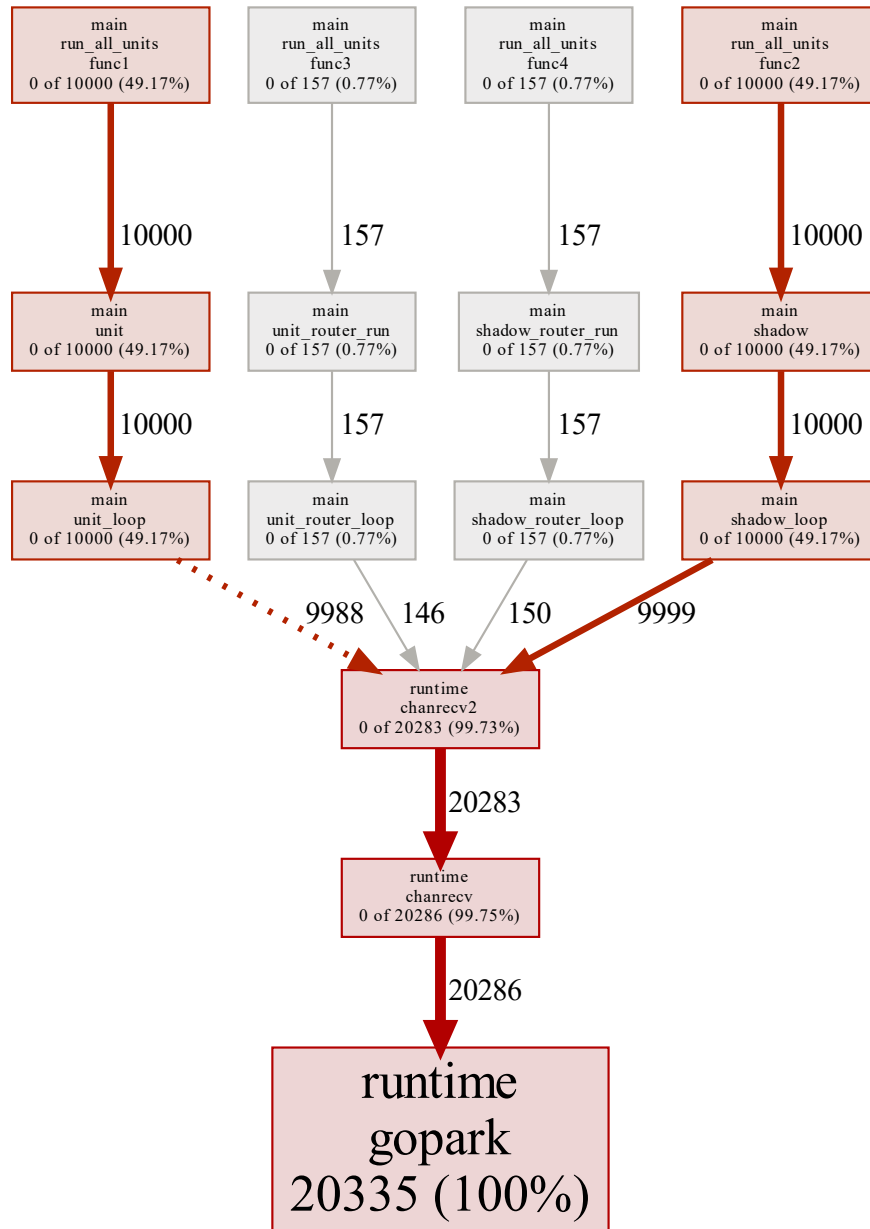 main
run_all_units
func1
0 of 10000 (49.17%)
main
run_all_units
func3
0 of 157 (0.77%)
main
run_all_units
func4
0 of 157 (0.77%)
main
run_all_units
func2
0 of 10000 (49.17%)
10000
157
157
10000
main
unit
0 of 10000 (49.17%)
main
unit_router_run
0 of 157 (0.77%)
main
shadow_router_run
0 of 157 (0.77%)
main
shadow
0 of 10000 (49.17%)
10000
157
157
10000
main
unit_loop
0 of 10000 (49.17%)
main
unit_router_loop
0 of 157 (0.77%)
main
shadow_router_loop
0 of 157 (0.77%)
main
shadow_loop
0 of 10000 (49.17%)
9988
146
150
9999
runtime
chanrecv2
0 of 20283 (99.73%)
20283
runtime
chanrecv
0 of 20286 (99.75%)
20286
runtime
gopark
20335 (100%)